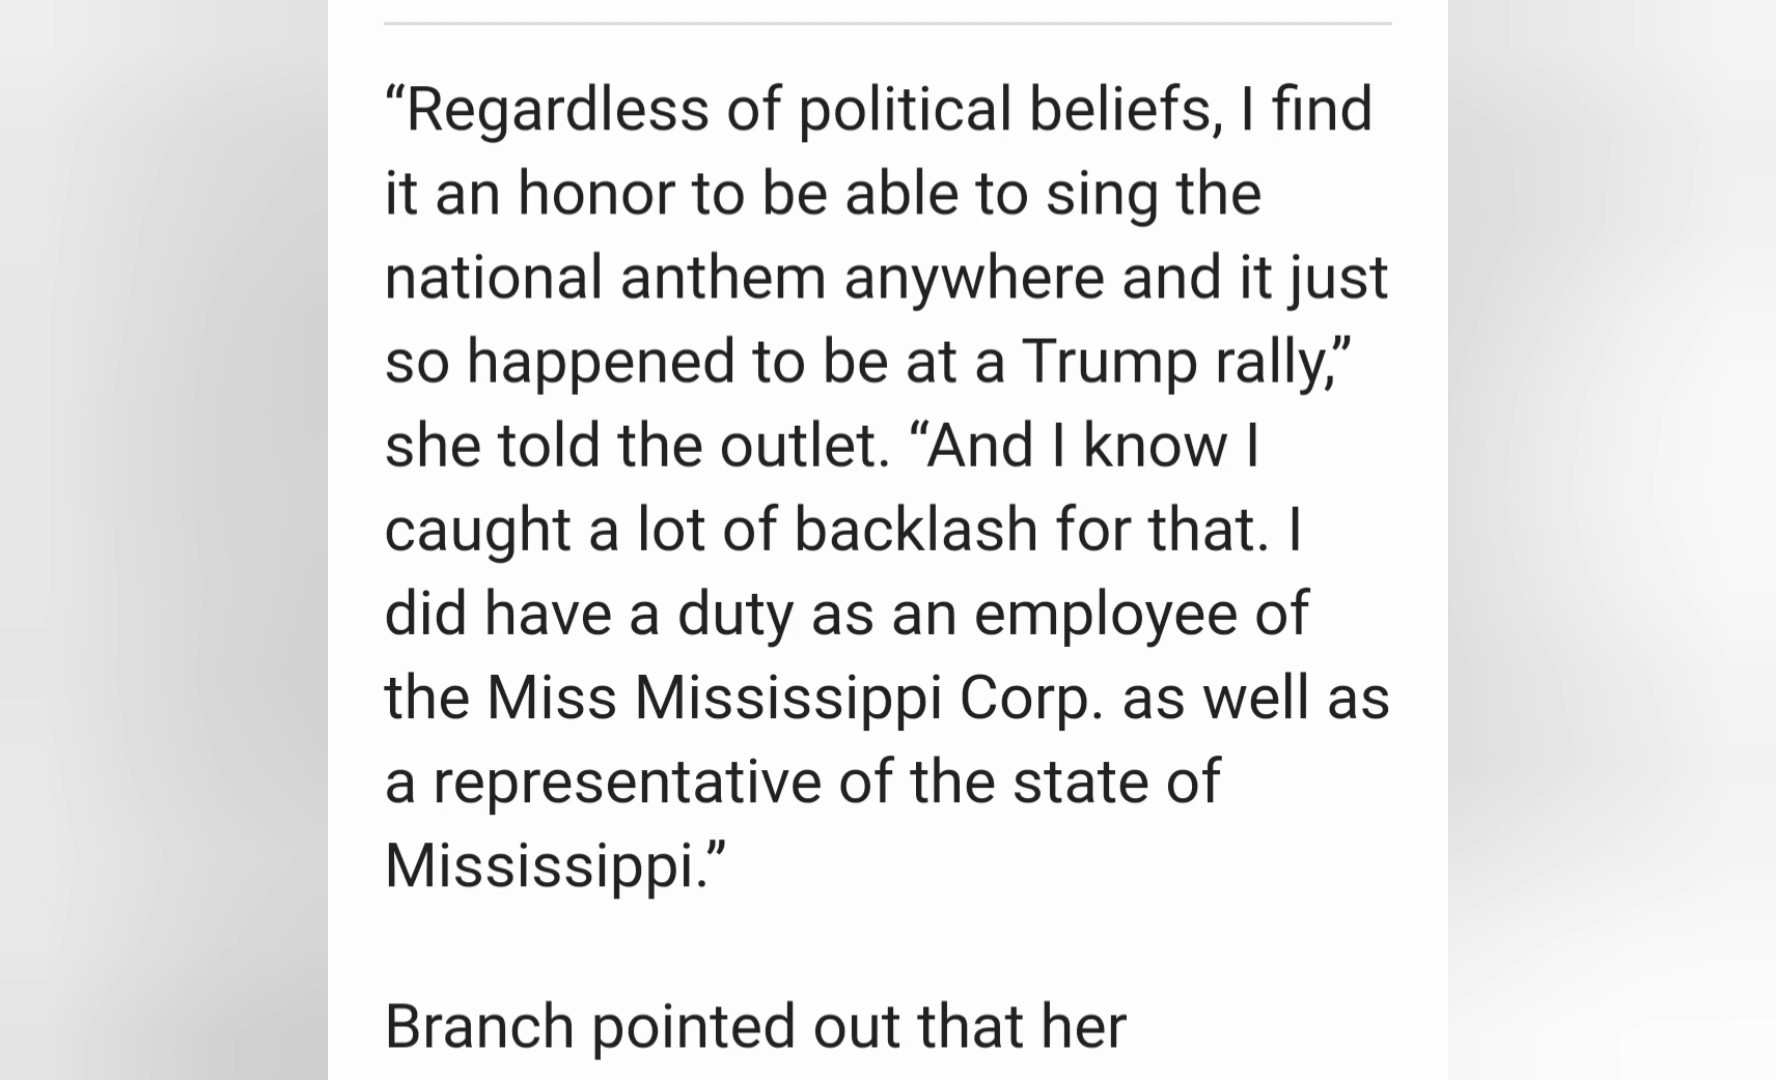 “Regardless of political beliefs, I find
it an honor to be able to sing the
national anthem anywhere and it just
so happened to be at a Trump rally,”
she told the outlet. “And I know I
caught a lot of backlash for that. I
did have a duty as an employee of
the Miss Mississippi Corp. as well as
a representative of the state of
Mississippi.”
Branch pointed out that her